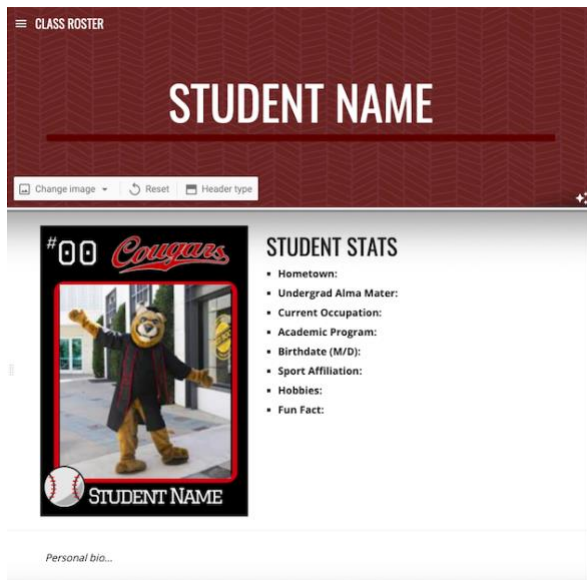 CLASS ROSTER
STUDENT NAME
Change image
Reset
Header type
#00 Cougars
STUDENT NAME
STUDENT STATS
Hometown:
Undergrad Alma Mater:
Current Occupation:
Academic Program:
Birthdate (M/D):
Sport Affiliation:
Hobbies:
Fun Fact:
Personal bio...